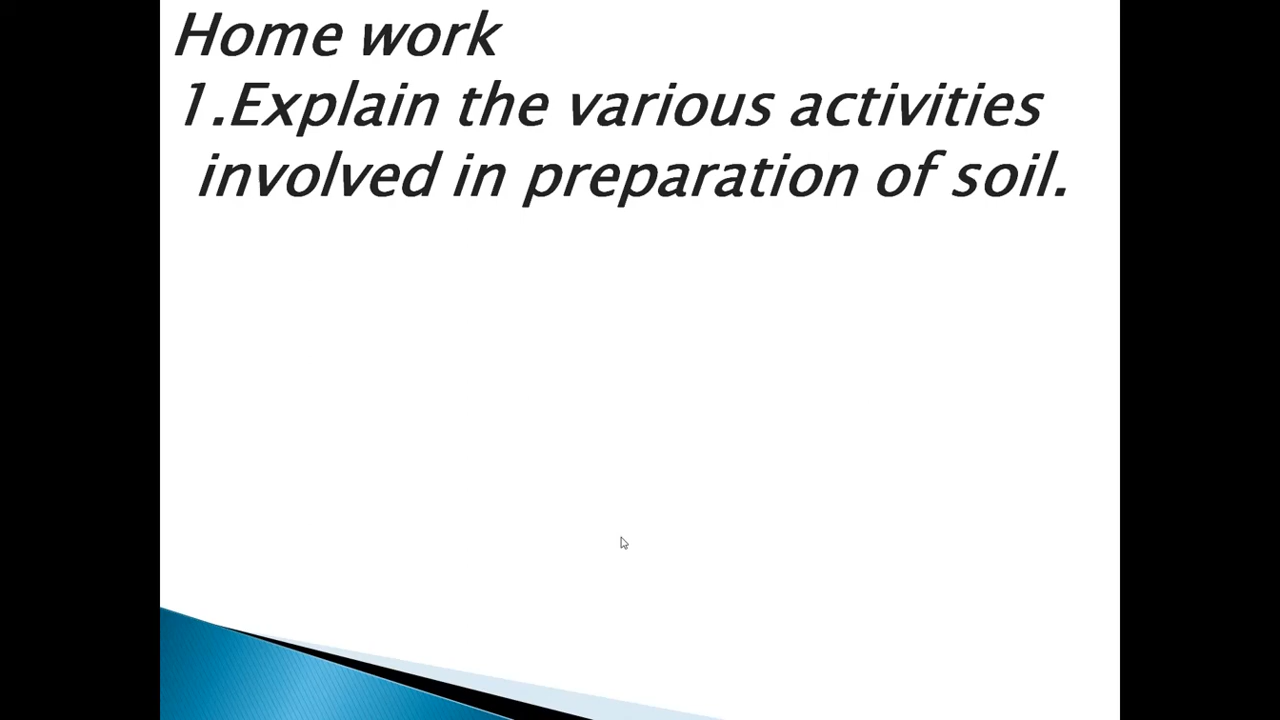 Home work
1.Explain the various activities
involved in preparation of soil.